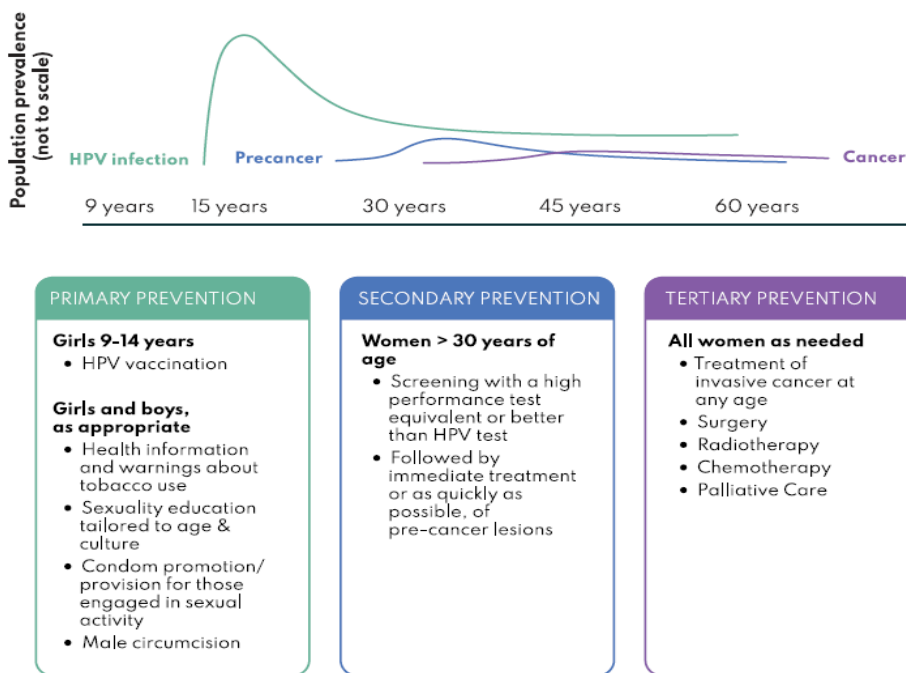 Population prevalence
(not to scale)
HPV infection
Precancer
Cancer
9 years
15 years
30 years
45 years
60 years
PRIMARY PREVENTION
Girls 9-14 years
• HPV vaccination
Girls and boys,
as appropriate
• Health information
and warnings about
tobacco use
• Sexuality education
tailored to age &
culture
• Condom promotion/
provision for those
engaged in sexual
activity
• Male circumcision
SECONDARY PREVENTION
Women > 30 years of
age
• Screening with a high
performance test
equivalent or better
than HPV test
• Followed by
immediate treatment
or as quickly as
possible, of
pre-cancer lesions
TERTIARY PREVENTION
All women as needed
• Treatment of
invasive cancer at
any age
• Surgery
• Radiotherapy
• Chemotherapy
• Palliative Care